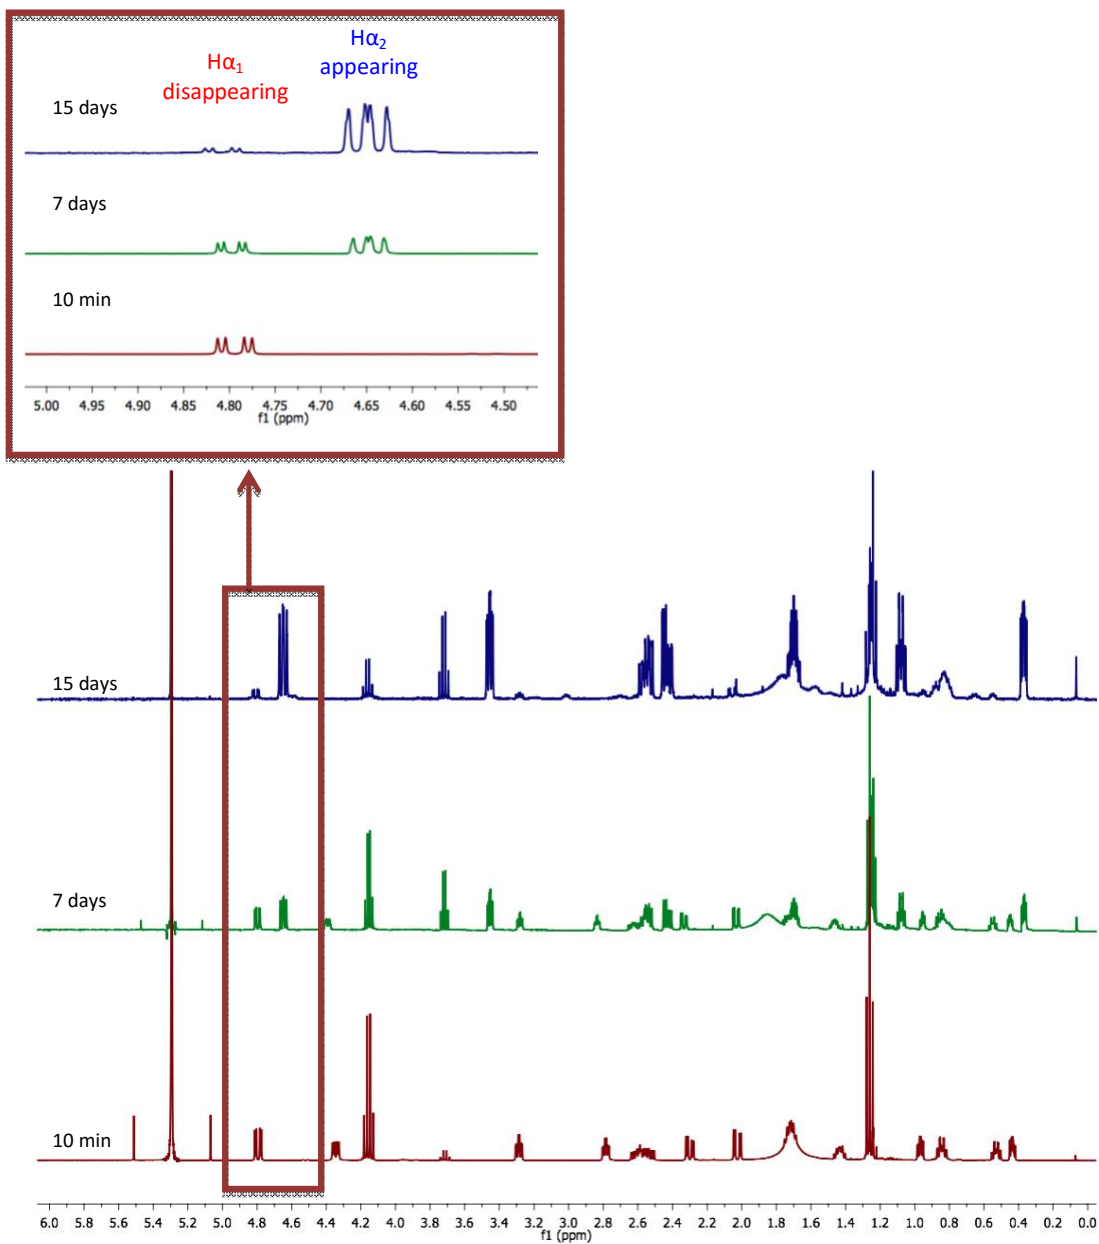 Hα₂
Hα₁
appearing
disappearing
15 days
7 days
10 min
5.00 4.95 4.90 4.85 4.80 4.75 4.70 4.65 4.60 4.55 4.50
f1 (ppm)
15 days
7 days
10 min
6.0 5.8 5.6 5.4 5.2 5.0 4.8 4.6 4.4 4.2 4.0 3.8 3.6 3.4 3.2 3.0 2.8 2.6 2.4 2.2 2.0 1.8 1.6 1.4 1.2 1.0 0.8 0.6 0.4 0.2 0.0
f1 (ppm)